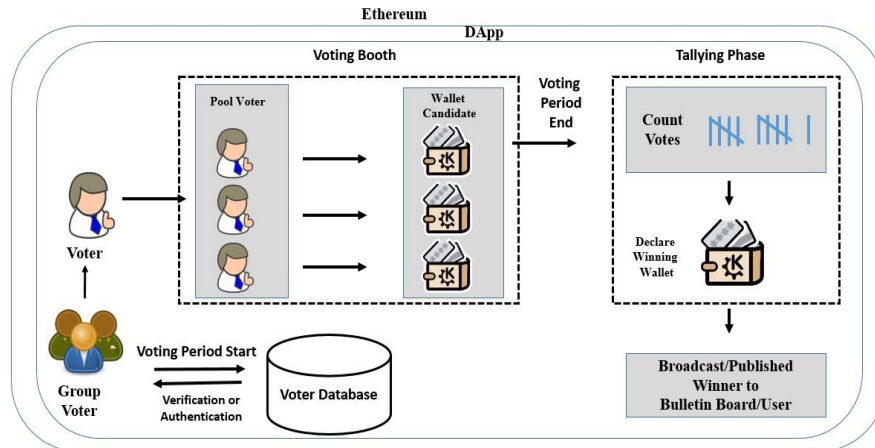 Ethereum
DApp
Voting Booth
Pool Voter
Wallet
Candidate
Voting
Period
End
Tallying Phase
Count
Votes
Declare
Winning
Wallet
Voter
Group
Voter
Voting Period Start
Verification or
Authentication
Voter Database
Broadcast/Published
Winner to
Bulletin Board/User